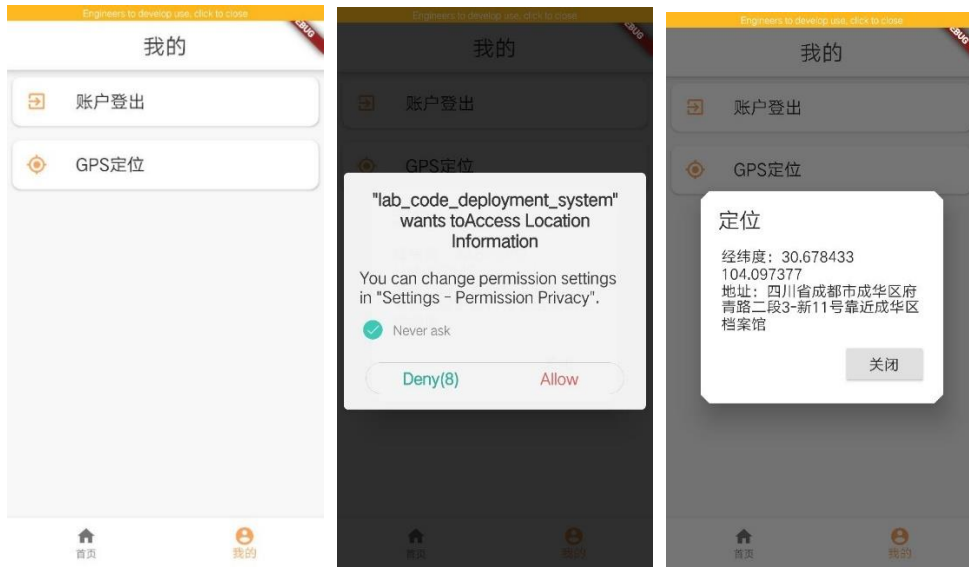 Engineers to develop use, click to close
我的
账户登出
GPS定位
首页
我的
Engineers to develop use, click to close
我的
账户登出
GPS定位
"lab_code_deployment_system"
wants toAccess Location
Information
You can change permission settings
in "Settings - Permission Privacy".
Never ask
Deny(8)
Allow
首页
我的
Engineers to develop use, click to close
我的
账户登出
GPS定位
定位
经纬度：30.678433
104.097377
地址：四川省成都市成华区府
青路二段3-新11号靠近成华区
档案馆
关闭
首页
我的